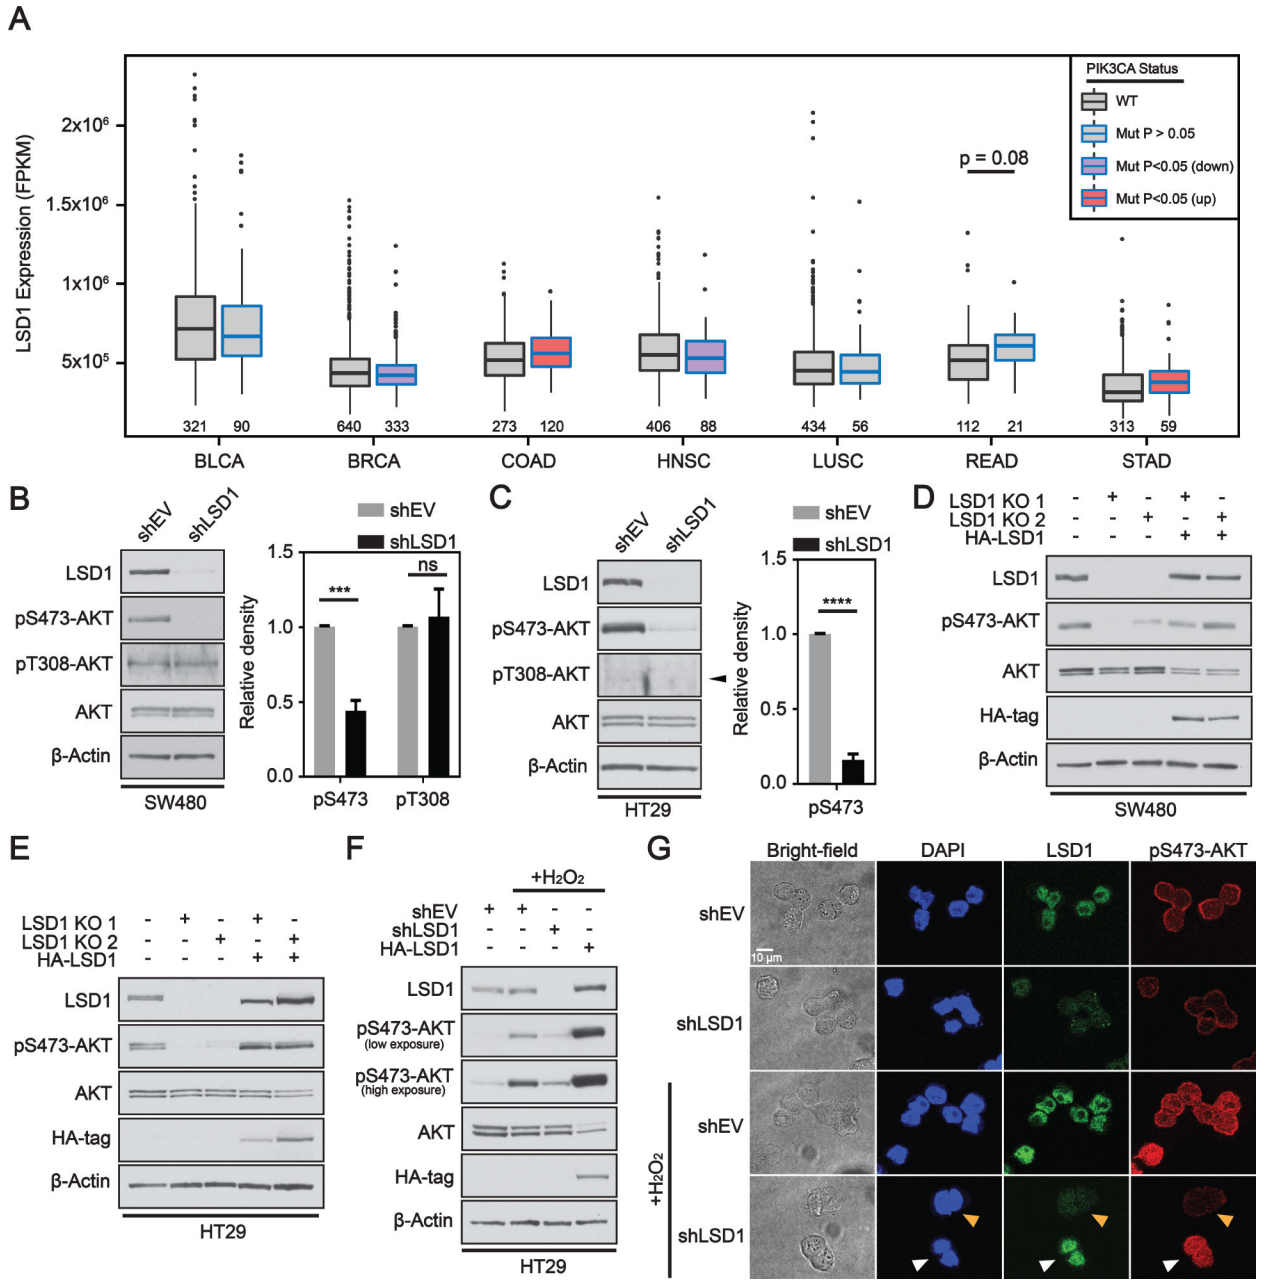 A
LSD1 Expression (FPKM)
2x10⁶
1.5x10⁶
1x10⁶
5x10⁵
PIK3CA Status
WT
Mut P > 0.05
Mut P<0.05 (down)
Mut P<0.05 (up)
p = 0.08
321 90 640 333 273 120 406 88 434 56 112 21 313 59
BLCA BRCA COAD HNSC LUSC READ STAD
B
shEV shLSD1
LSD1
pS473-AKT
pT308-AKT
AKT
β-Actin
SW480
shEV
shLSD1
Relative density
1.5
1.0
0.5
0.0
*** ns
pS473 pT308
C
shEV shLSD1
LSD1
pS473-AKT
pT308-AKT
AKT
β-Actin
HT29
shEV
shLSD1
Relative density
1.5
1.0
0.5
0.0
****
pS473
D
LSD1 KO 1 - + - + -
LSD1 KO 2 - - + - +
HA-LSD1 - - - + +
LSD1
pS473-AKT
AKT
HA-tag
β-Actin
SW480
E
LSD1 KO 1 - + - + -
LSD1 KO 2 - - + - +
HA-LSD1 - - - + +
LSD1
pS473-AKT
AKT
HA-tag
β-Actin
HT29
F
+H₂O₂
shEV + + - -
shLSD1 - - + -
HA-LSD1 - - - +
LSD1
pS473-AKT
(low exposure)
pS473-AKT
(high exposure)
AKT
HA-tag
β-Actin
HT29
G
Bright-field DAPI LSD1 pS473-AKT
shEV
10 μm
shLSD1
+H₂O₂
shEV
shLSD1